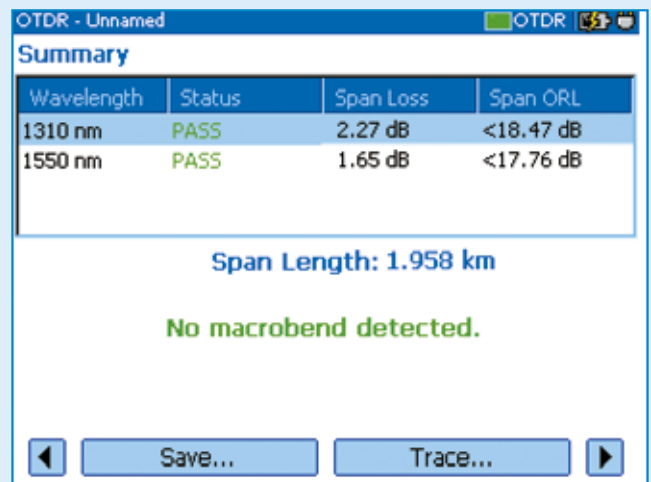 OTDR - Unnamed OTDR
Summary
Wavelength Status Span Loss Span ORL
1310 nm PASS 2.27 dB <18.47 dB
1550 nm PASS 1.65 dB <17.76 dB
Span Length: 1.958 km
No macrobend detected.
Save... Trace...